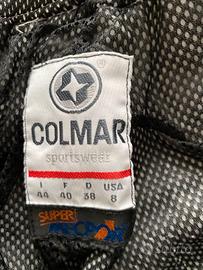 ®
COLMAR
sportswear
I F D USA
44 40 38 8
SUPER